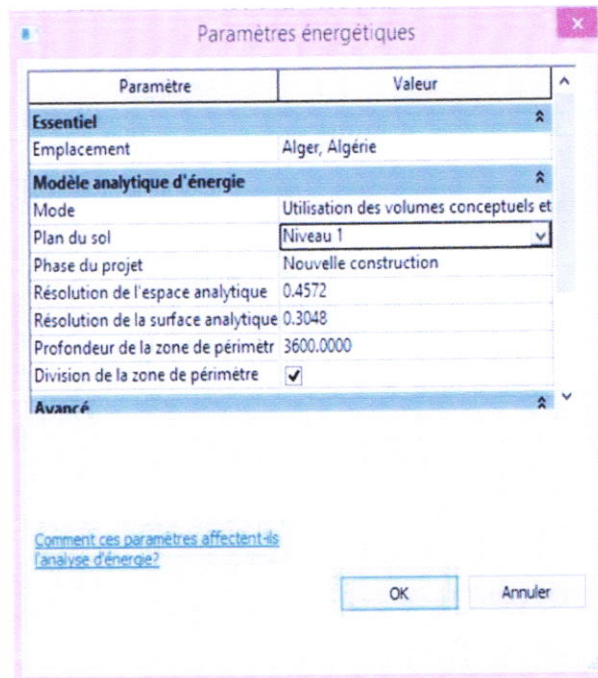 Paramètres énergétiques
Paramètre Valeur
Essentiel
Emplacement Alger, Algérie
Modèle analytique d'énergie
Mode Utilisation des volumes conceptuels et
Plan du sol Niveau 1
Phase du projet Nouvelle construction
Résolution de l'espace analytique 0.4572
Résolution de la surface analytique 0.3048
Profondeur de la zone de périmètr 3600.0000
Division de la zone de périmètre
Avancé
Comment ces paramètres affectent-ils
l'analyse d'énergie?
OK Annuler